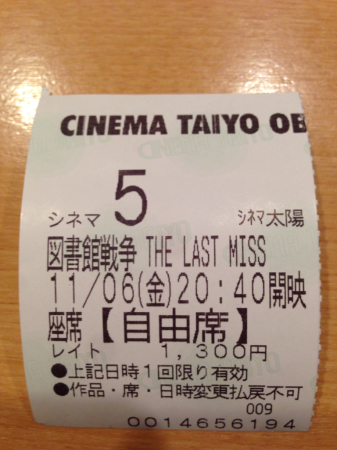 CINEMA TAIYO OB
シネマ 5 シネマ太陽
図書館戦争 THE LAST MISS
11/06(金)20:40開映
座席【自由席】
レイト 1,300円
●上記日時1回限り有効
●作品・席・日時変更払戻不可
009
0014656194